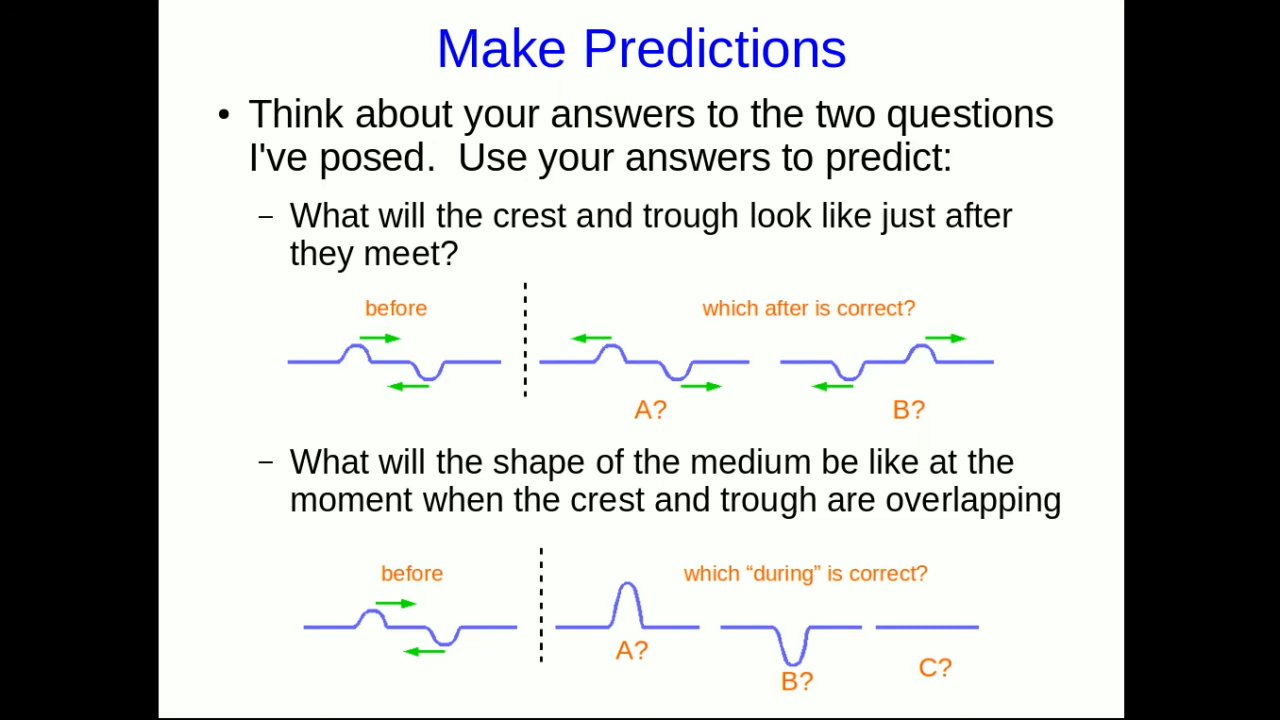 Make Predictions
• Think about your answers to the two questions
I've posed.  Use your answers to predict:
– What will the crest and trough look like just after
they meet?
before
which after is correct?
A?
B?
– What will the shape of the medium be like at the
moment when the crest and trough are overlapping
before
which “during” is correct?
A?
B?
C?